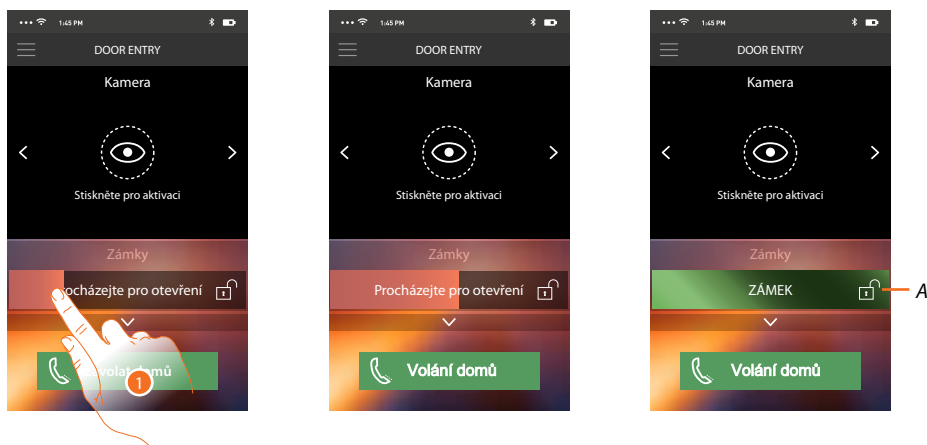 1:45 PM
DOOR ENTRY
Kamera
Stiskněte pro aktivaci
Zámky
rocházejte pro otevření
volat domů
1
1:45 PM
DOOR ENTRY
Kamera
Stiskněte pro aktivaci
Zámky
Procházejte pro otevření
Volání domů
1:45 PM
DOOR ENTRY
Kamera
Stiskněte pro aktivaci
Zámky
ZÁMEK
A
Volání domů